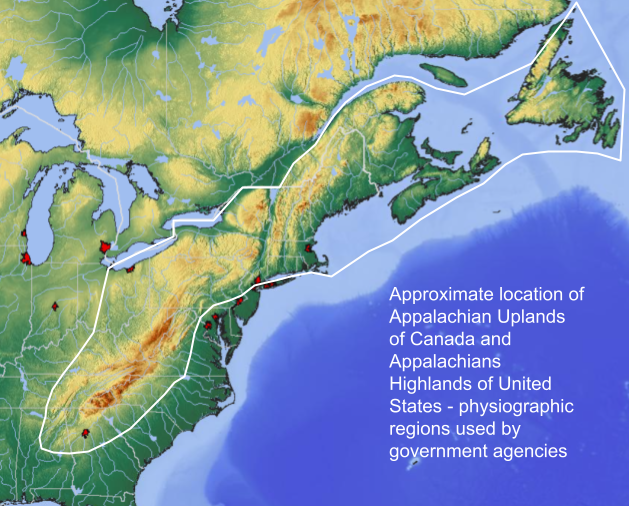 Approximate location of
Appalachian Uplands
of Canada and
Appalachians
Highlands of United
States - physiographic
regions used by
government agencies